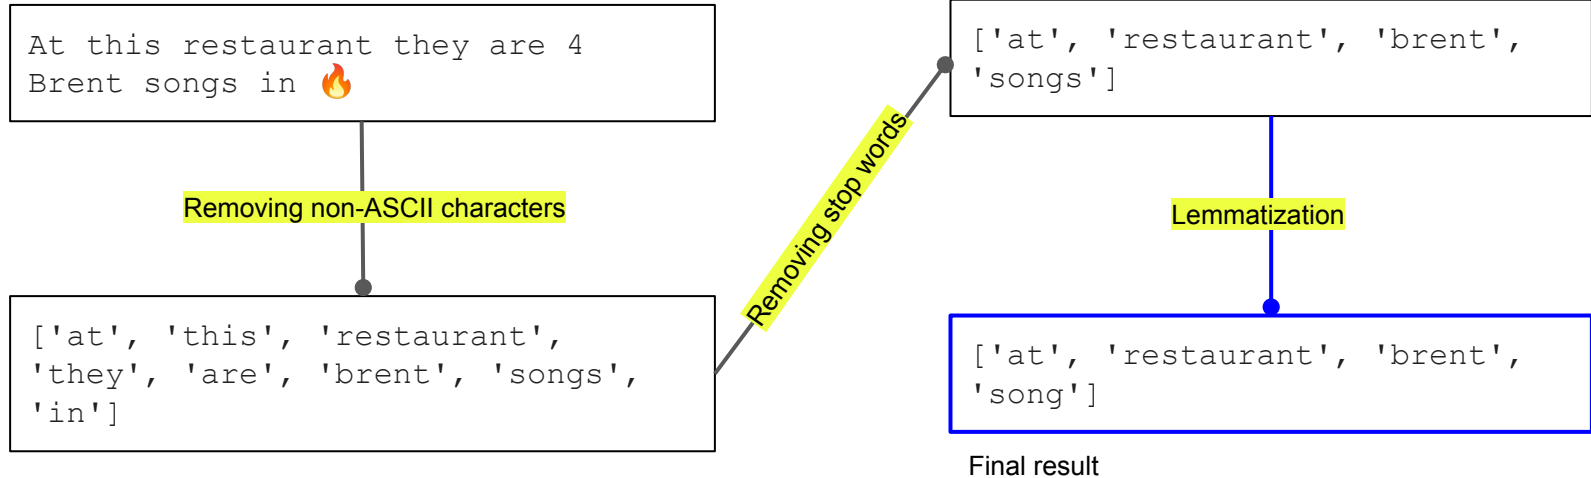 At this restaurant they are 4
Brent songs in 🔥
Removing non-ASCII characters
['at', 'this', 'restaurant',
'they', 'are', 'brent', 'songs',
'in']
Removing stop words
['at', 'restaurant', 'brent',
'songs']
Lemmatization
['at', 'restaurant', 'brent',
'song']
Final result